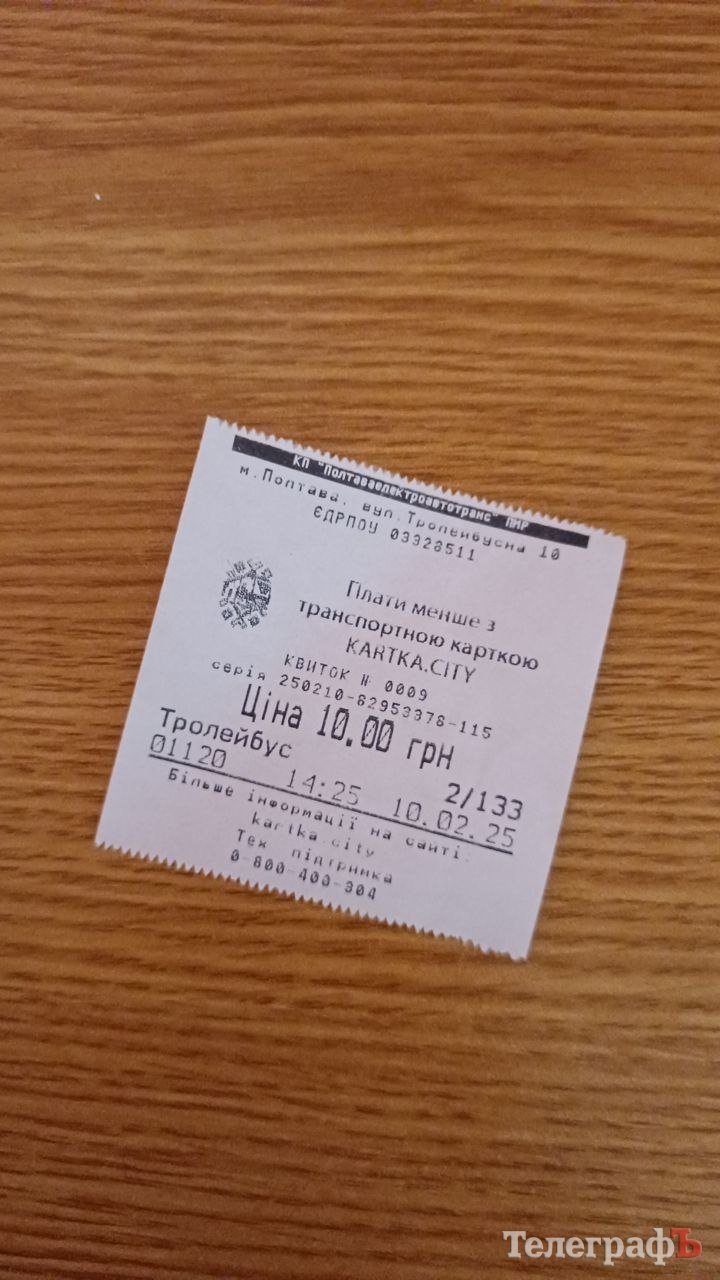 КП "Полтаваелектроавтотранс" ПМР
м.Полтава, вул.Тролейбусна 10
ЄДРПОУ 03328511
Плати менше з
транспортною карткою
KARTKA.CITY
КВИТОК № 0009
серія 250210-62953378-115
Ціна 10.00 грн
Тролейбус 2/133
01120 14:25 10.02.25
Більше інформації на сайті:
kartka.city
Тех підтримка
0-800-400-304
ТелеграфЪ